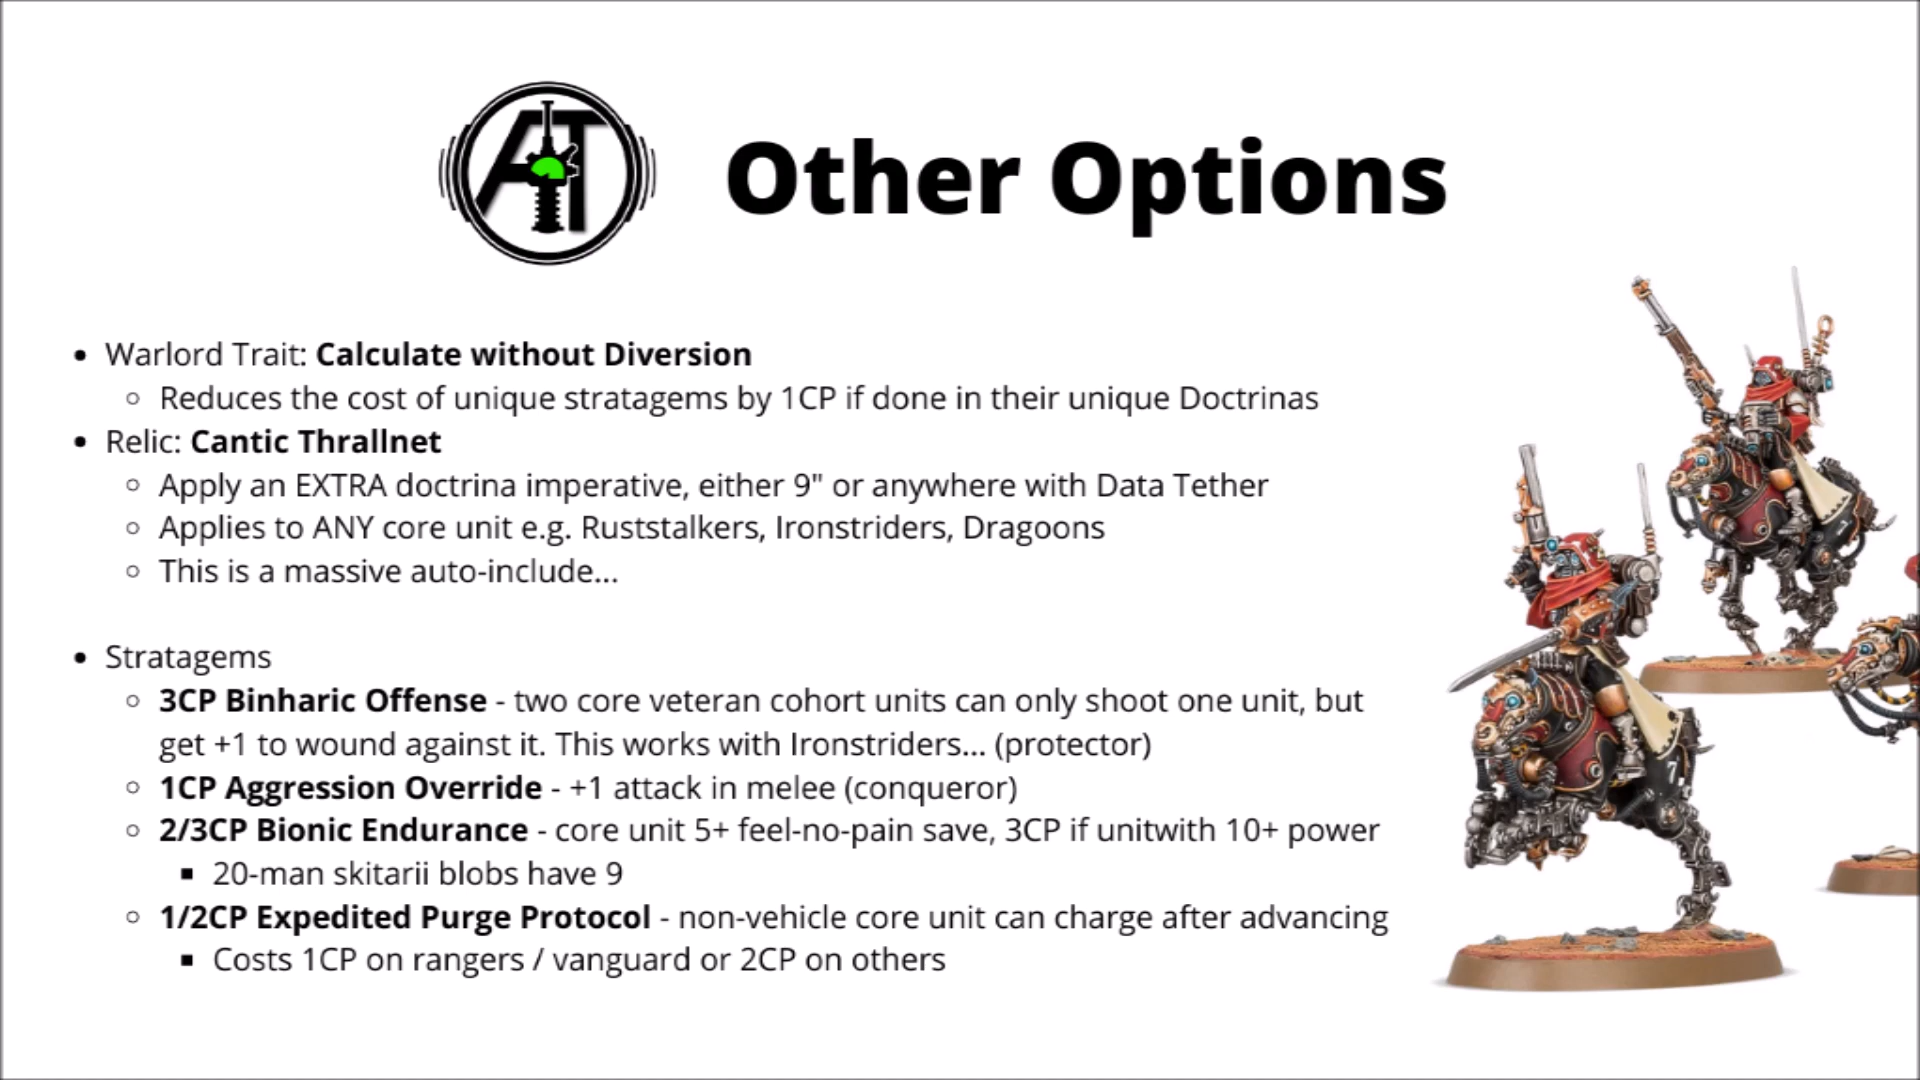 AT
Other Options
• Warlord Trait: Calculate without Diversion
○ Reduces the cost of unique stratagems by 1CP if done in their unique Doctrinas
• Relic: Cantic Thrallnet
○ Apply an EXTRA doctrina imperative, either 9" or anywhere with Data Tether
○ Applies to ANY core unit e.g. Ruststalkers, Ironstriders, Dragoons
○ This is a massive auto-include...
• Stratagems
○ 3CP Binharic Offense - two core veteran cohort units can only shoot one unit, but
get +1 to wound against it. This works with Ironstriders... (protector)
○ 1CP Aggression Override - +1 attack in melee (conqueror)
○ 2/3CP Bionic Endurance - core unit 5+ feel-no-pain save, 3CP if unitwith 10+ power
▪ 20-man skitarii blobs have 9
○ 1/2CP Expedited Purge Protocol - non-vehicle core unit can charge after advancing
▪ Costs 1CP on rangers / vanguard or 2CP on others
7